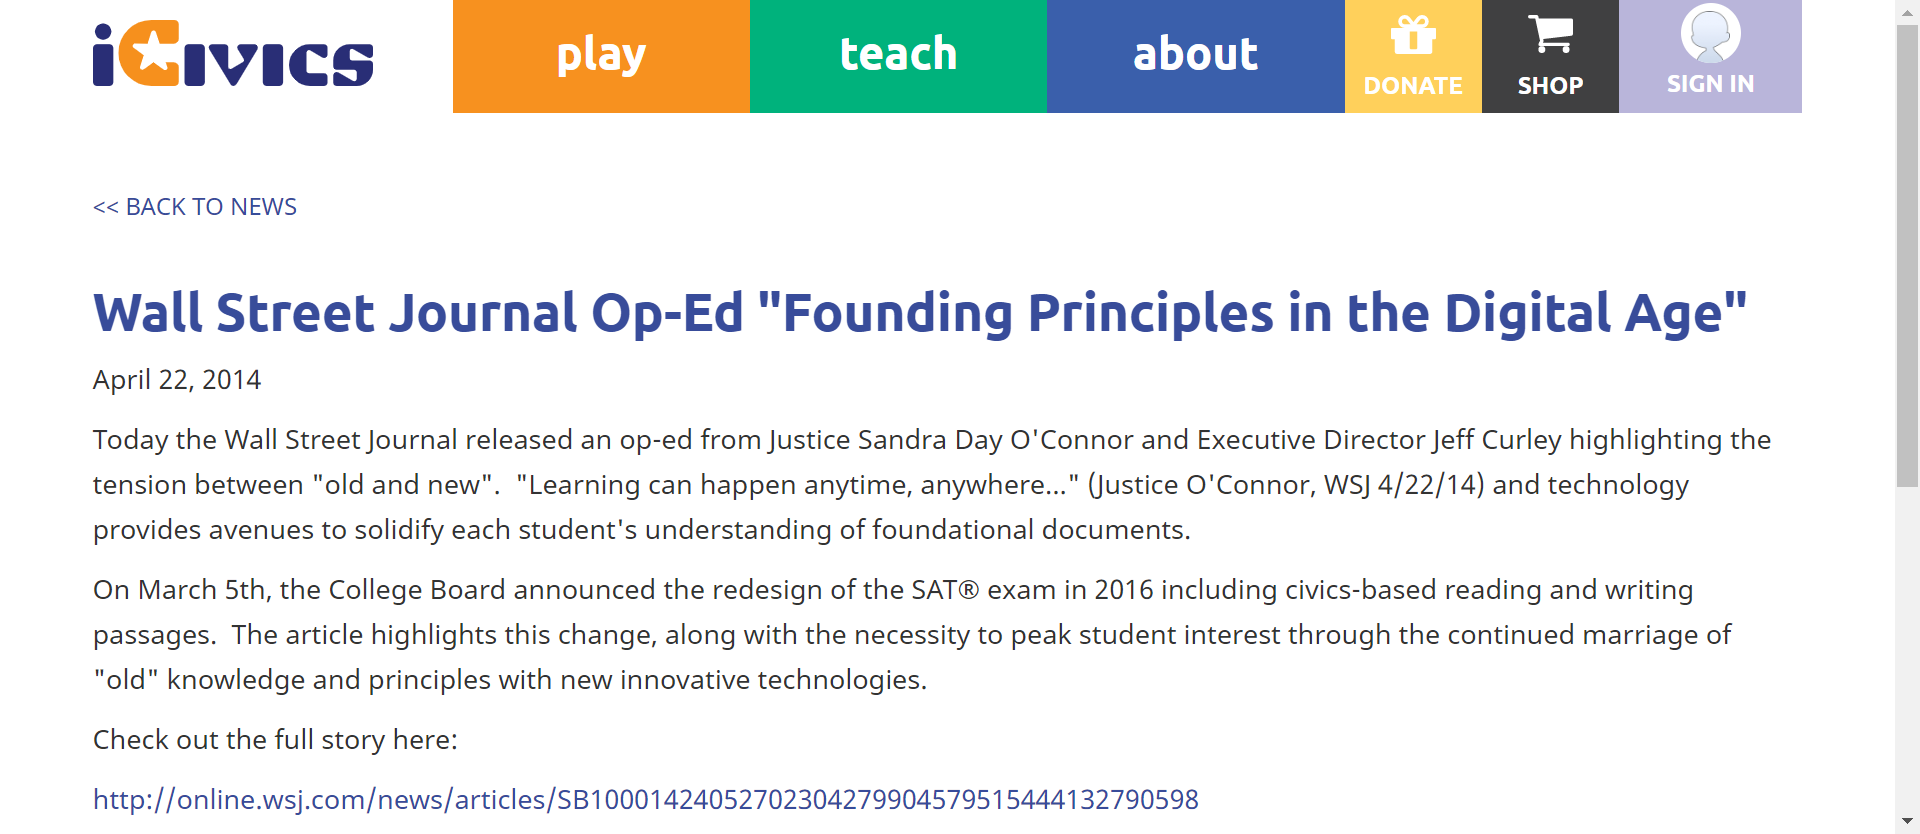 iCivics
play
teach
about
DONATE
SHOP
SIGN IN
<< BACK TO NEWS
Wall Street Journal Op-Ed "Founding Principles in the Digital Age"
April 22, 2014
Today the Wall Street Journal released an op-ed from Justice Sandra Day O'Connor and Executive Director Jeff Curley highlighting the
tension between "old and new".  "Learning can happen anytime, anywhere..." (Justice O'Connor, WSJ 4/22/14) and technology
provides avenues to solidify each student's understanding of foundational documents.
On March 5th, the College Board announced the redesign of the SAT® exam in 2016 including civics-based reading and writing
passages.  The article highlights this change, along with the necessity to peak student interest through the continued marriage of
"old" knowledge and principles with new innovative technologies.
Check out the full story here:
http://online.wsj.com/news/articles/SB10001424052702304279904579515444132790598